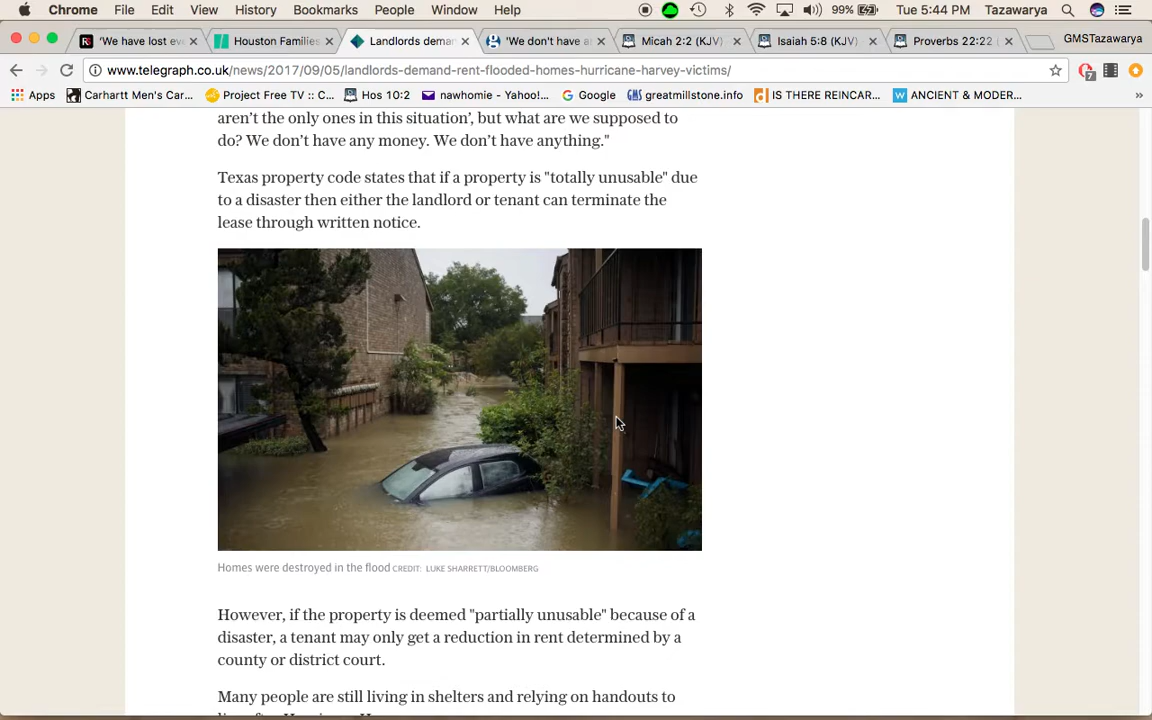 Chrome File Edit View History Bookmarks People Window Help 99% Tue 5:44 PM Tazawarya
'We have lost eve Houston Families Landlords deman 'We don't have a Micah 2:2 (KJV) Isaiah 5:8 (KJV) Proverbs 22:22 GMSTazawarya
www.telegraph.co.uk/news/2017/09/05/landlords-demand-rent-flooded-homes-hurricane-harvey-victims/ 7
Apps Carhartt Men's Car... Project Free TV :: C... Hos 10:2 nawhomie - Yahoo!... Google greatmillstone.info IS THERE REINCAR... ANCIENT & MODER... »
aren't the only ones in this situation', but what are we supposed to
do? We don't have any money. We don't have anything."
Texas property code states that if a property is "totally unusable" due
to a disaster then either the landlord or tenant can terminate the
lease through written notice.
Homes were destroyed in the flood CREDIT: LUKE SHARRETT/BLOOMBERG
However, if the property is deemed "partially unusable" because of a
disaster, a tenant may only get a reduction in rent determined by a
county or district court.
Many people are still living in shelters and relying on handouts to